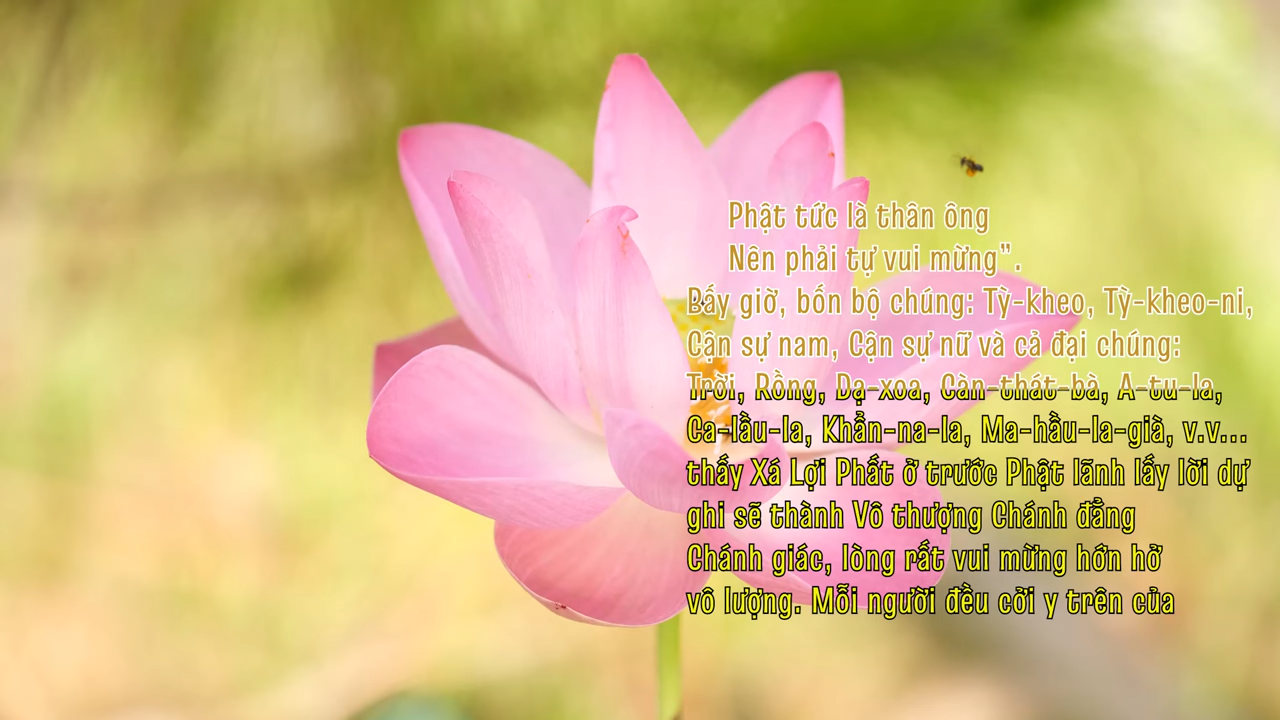 Phật tức là thân ông
Nên phải tự vui mừng”.
Bấy giờ, bốn bộ chúng: Tỳ-kheo, Tỳ-kheo-ni,
Cận sự nam, Cận sự nữ và cả đại chúng:
Trời, Rồng, Dạ-xoa, Càn-thát-bà, A-tu-la,
Ca-lầu-la, Khẩn-na-la, Ma-hầu-la-già, v.v...
thấy Xá Lợi Phất ở trước Phật lãnh lấy lời dự
ghi sẽ thành Vô thượng Chánh đẳng
Chánh giác, lòng rất vui mừng hớn hở
vô lượng. Mỗi người đều cởi y trên của